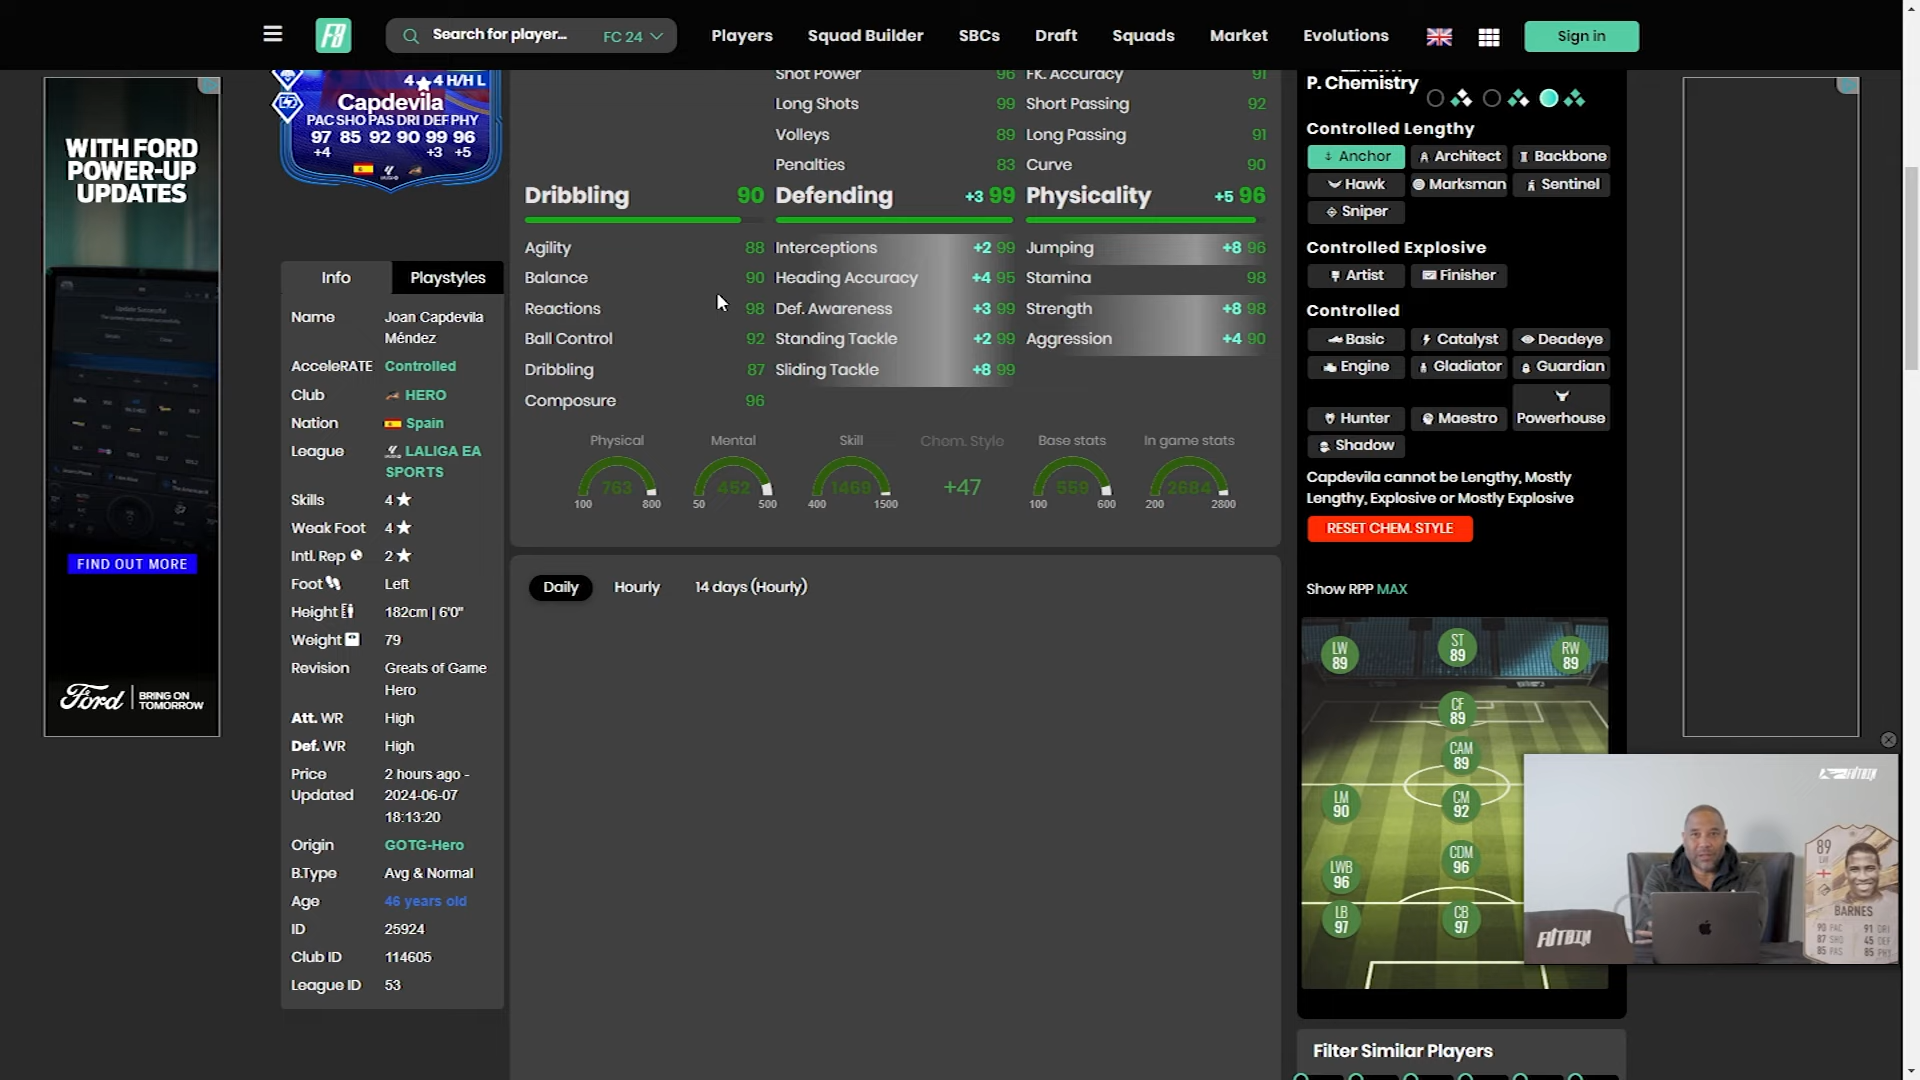 Search for player...
FC 24
Players
Squad Builder
SBCs
Draft
Squads
Market
Evolutions
Sign in
WITH FORD
POWER-UP
UPDATES
FIND OUT MORE
Ford
BRING ON
TOMORROW
4★4 H/H L
Capdevila
PAC SHO PAS DRI DEF PHY
97 85 92 90 99 96
+4 +3 +5
Info
Playstyles
Name Joan Capdevila
Méndez
AcceleRATE Controlled
Club HERO
Nation Spain
League LALIGA EA
SPORTS
Skills 4★
Weak Foot 4★
Intl. Rep 2★
Foot Left
Height 182cm | 6'0"
Weight 79
Revision Greats of Game
Hero
Att. WR High
Def. WR High
Price 2 hours ago -
Updated 2024-06-07
18:13:20
Origin GOTG-Hero
B.Type Avg & Normal
Age 46 years old
ID 25924
Club ID 114605
League ID 53
Shot Power 96
Long Shots 99
Volleys 89
Penalties 83
FK. Accuracy 91
Short Passing 92
Long Passing 91
Curve 90
Dribbling 90
Agility 88
Balance 90
Reactions 98
Ball Control 92
Dribbling 87
Composure 96
Defending +3 99
Interceptions +2 99
Heading Accuracy +4 95
Def. Awareness +3 99
Standing Tackle +2 99
Sliding Tackle +8 99
Physicality +5 96
Jumping +8 96
Stamina 98
Strength +8 98
Aggression +4 90
Physical
763
100 800
Mental
452
50 500
Skill
1469
400 1500
Chem. Style
+47
Base stats
559
100 600
In game stats
2684
200 2800
Daily
Hourly
14 days (Hourly)
P. Chemistry
Controlled Lengthy
Anchor Architect Backbone
Hawk Marksman Sentinel
Sniper
Controlled Explosive
Artist Finisher
Controlled
Basic Catalyst Deadeye
Engine Gladiator Guardian
Hunter Maestro Powerhouse
Shadow
Capdevila cannot be Lengthy, Mostly
Lengthy, Explosive or Mostly Explosive
RESET CHEM. STYLE
Show RPP MAX
LW
89
ST
89
RW
89
CF
89
CAM
89
LM
90
CM
92
LWB
96
CDM
96
LB
97
CB
97
FUTBIN
FUTBIN
89
BARNES
90 PAC 91 DRI
87 SHO 45 DEF
85 PAS 85 PHY
Filter Similar Players